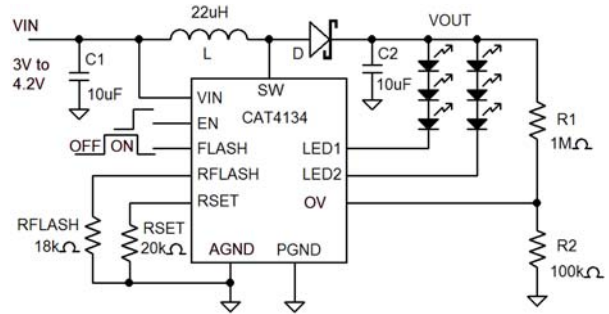 VIN
22uH
VOUT
L
D
C1
C2
3V to
4.2V
10uF
10uF
SW
VIN
CAT4134
EN
R1
1MΩ
OFF
ON
FLASH
LED1
RFLASH
LED2
RSET
OV
RFLASH
18kΩ
RSET
20kΩ
AGND
PGND
R2
100kΩ